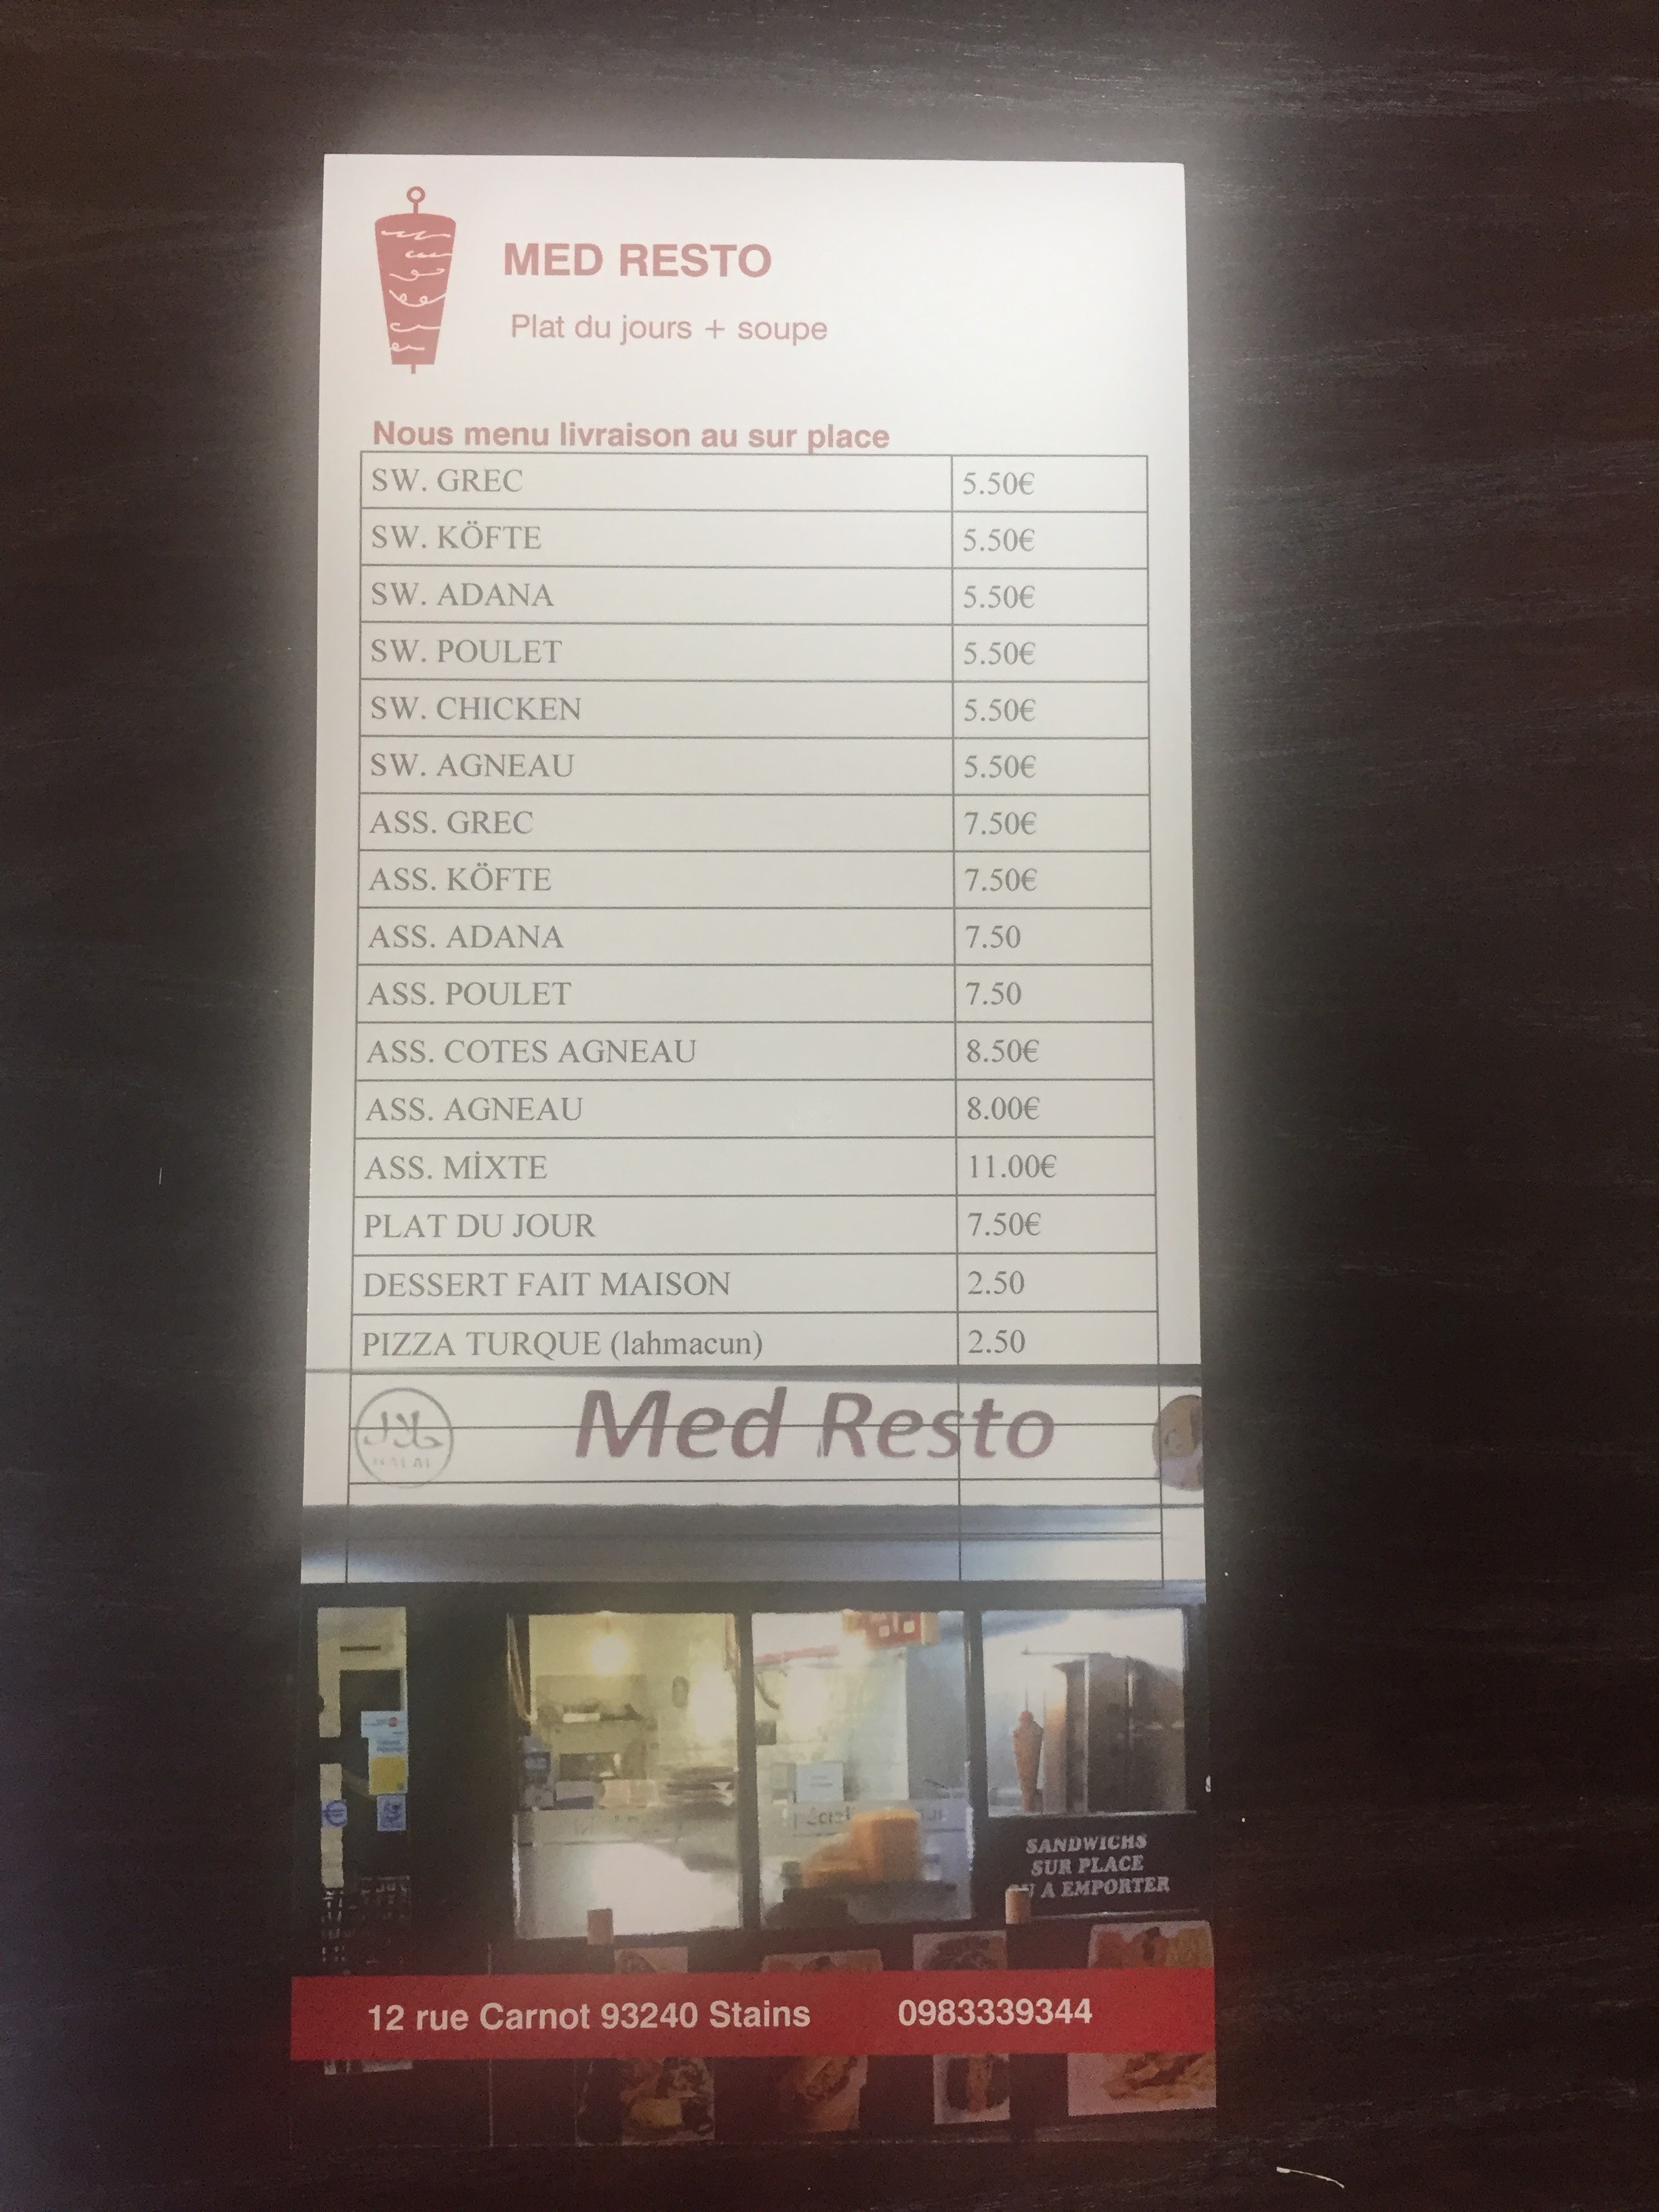 MED RESTO
Plat du jours + soupe
Nous menu livraison au sur place
SW. GREC 5.50€
SW. KÖFTE 5.50€
SW. ADANA 5.50€
SW. POULET 5.50€
SW. CHICKEN 5.50€
SW. AGNEAU 5.50€
ASS. GREC 7.50€
ASS. KÖFTE 7.50€
ASS. ADANA 7.50
ASS. POULET 7.50
ASS. COTES AGNEAU 8.50€
ASS. AGNEAU 8.00€
ASS. MİXTE 11.00€
PLAT DU JOUR 7.50€
DESSERT FAIT MAISON 2.50
PIZZA TURQUE (lahmacun) 2.50
حلال
HALAL
Med Resto
SANDWICHS
SUR PLACE
OU A EMPORTER
12 rue Carnot 93240 Stains 0983339344